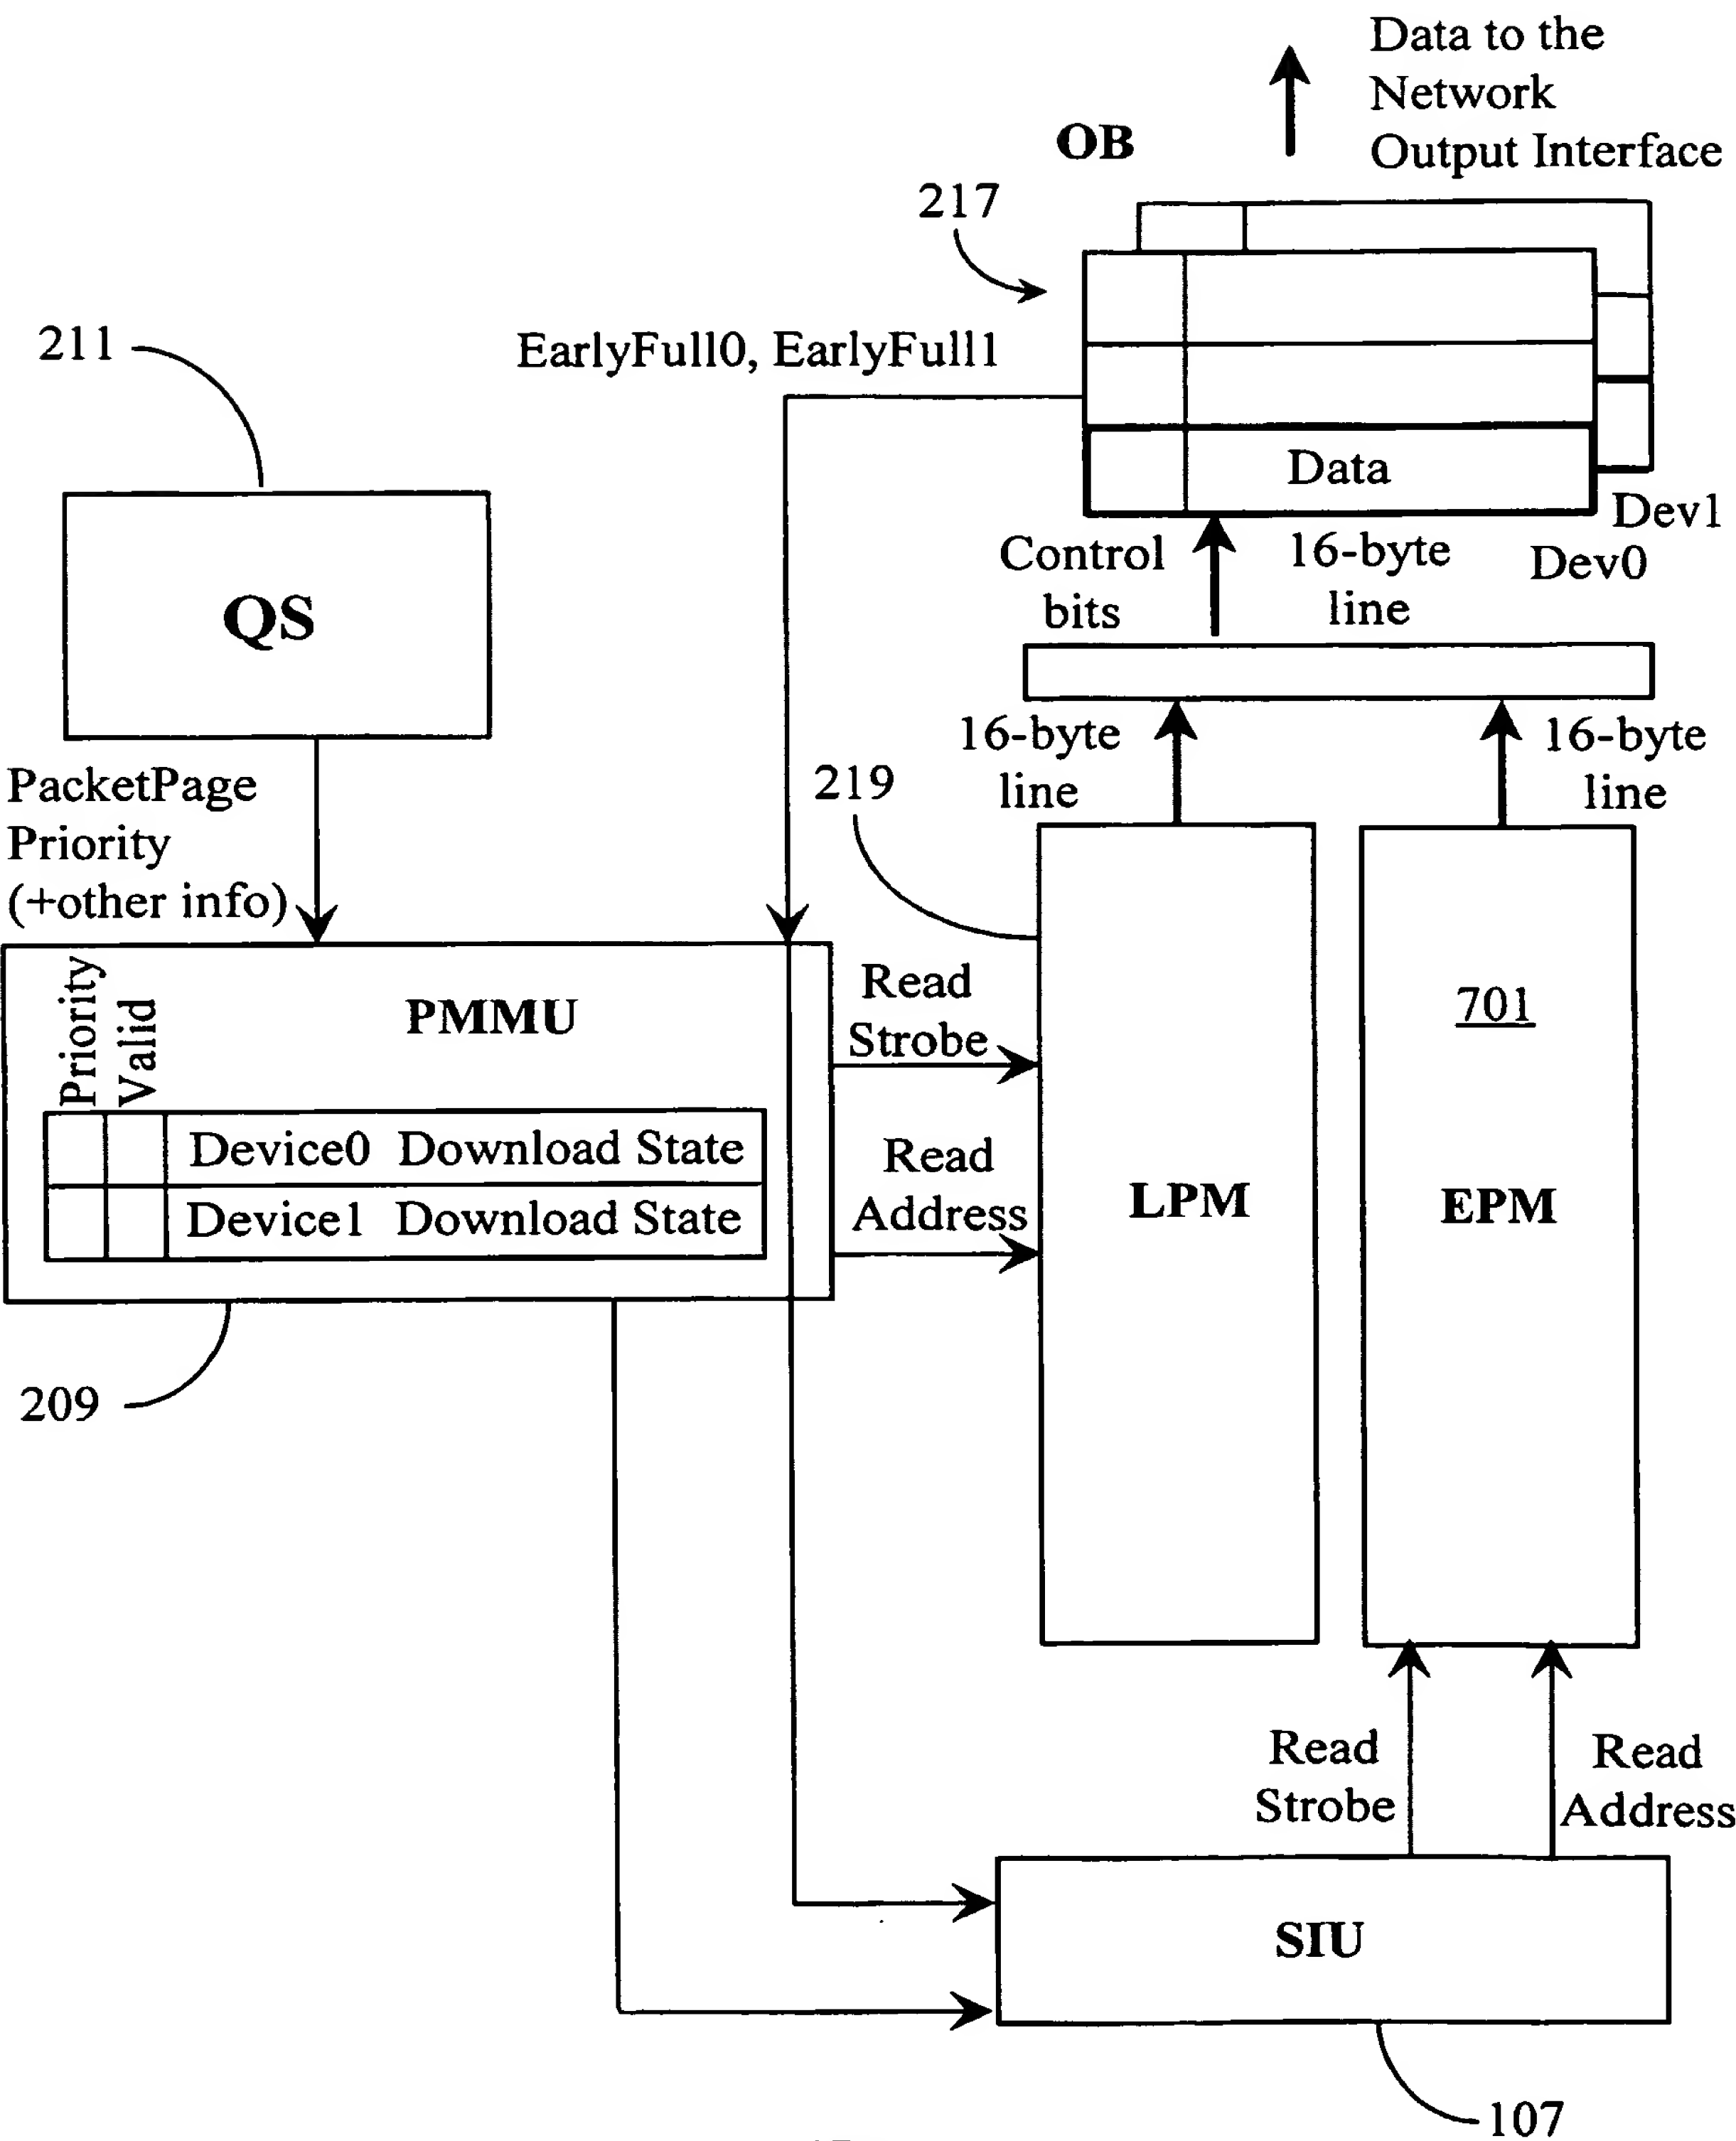 Data to the
Network
Output Interface
OB
217
211
EarlyFull0, EarlyFull1
Data
Dev1
Dev0
Control
bits
16-byte
line
QS
PacketPage
Priority
(+other info)
16-byte
line
16-byte
line
219
Priority
Valid
PMMU
Device0 Download State
Device1 Download State
Read
Strobe
Read
Address
LPM
701
EPM
209
Read
Strobe
Read
Address
SIU
107